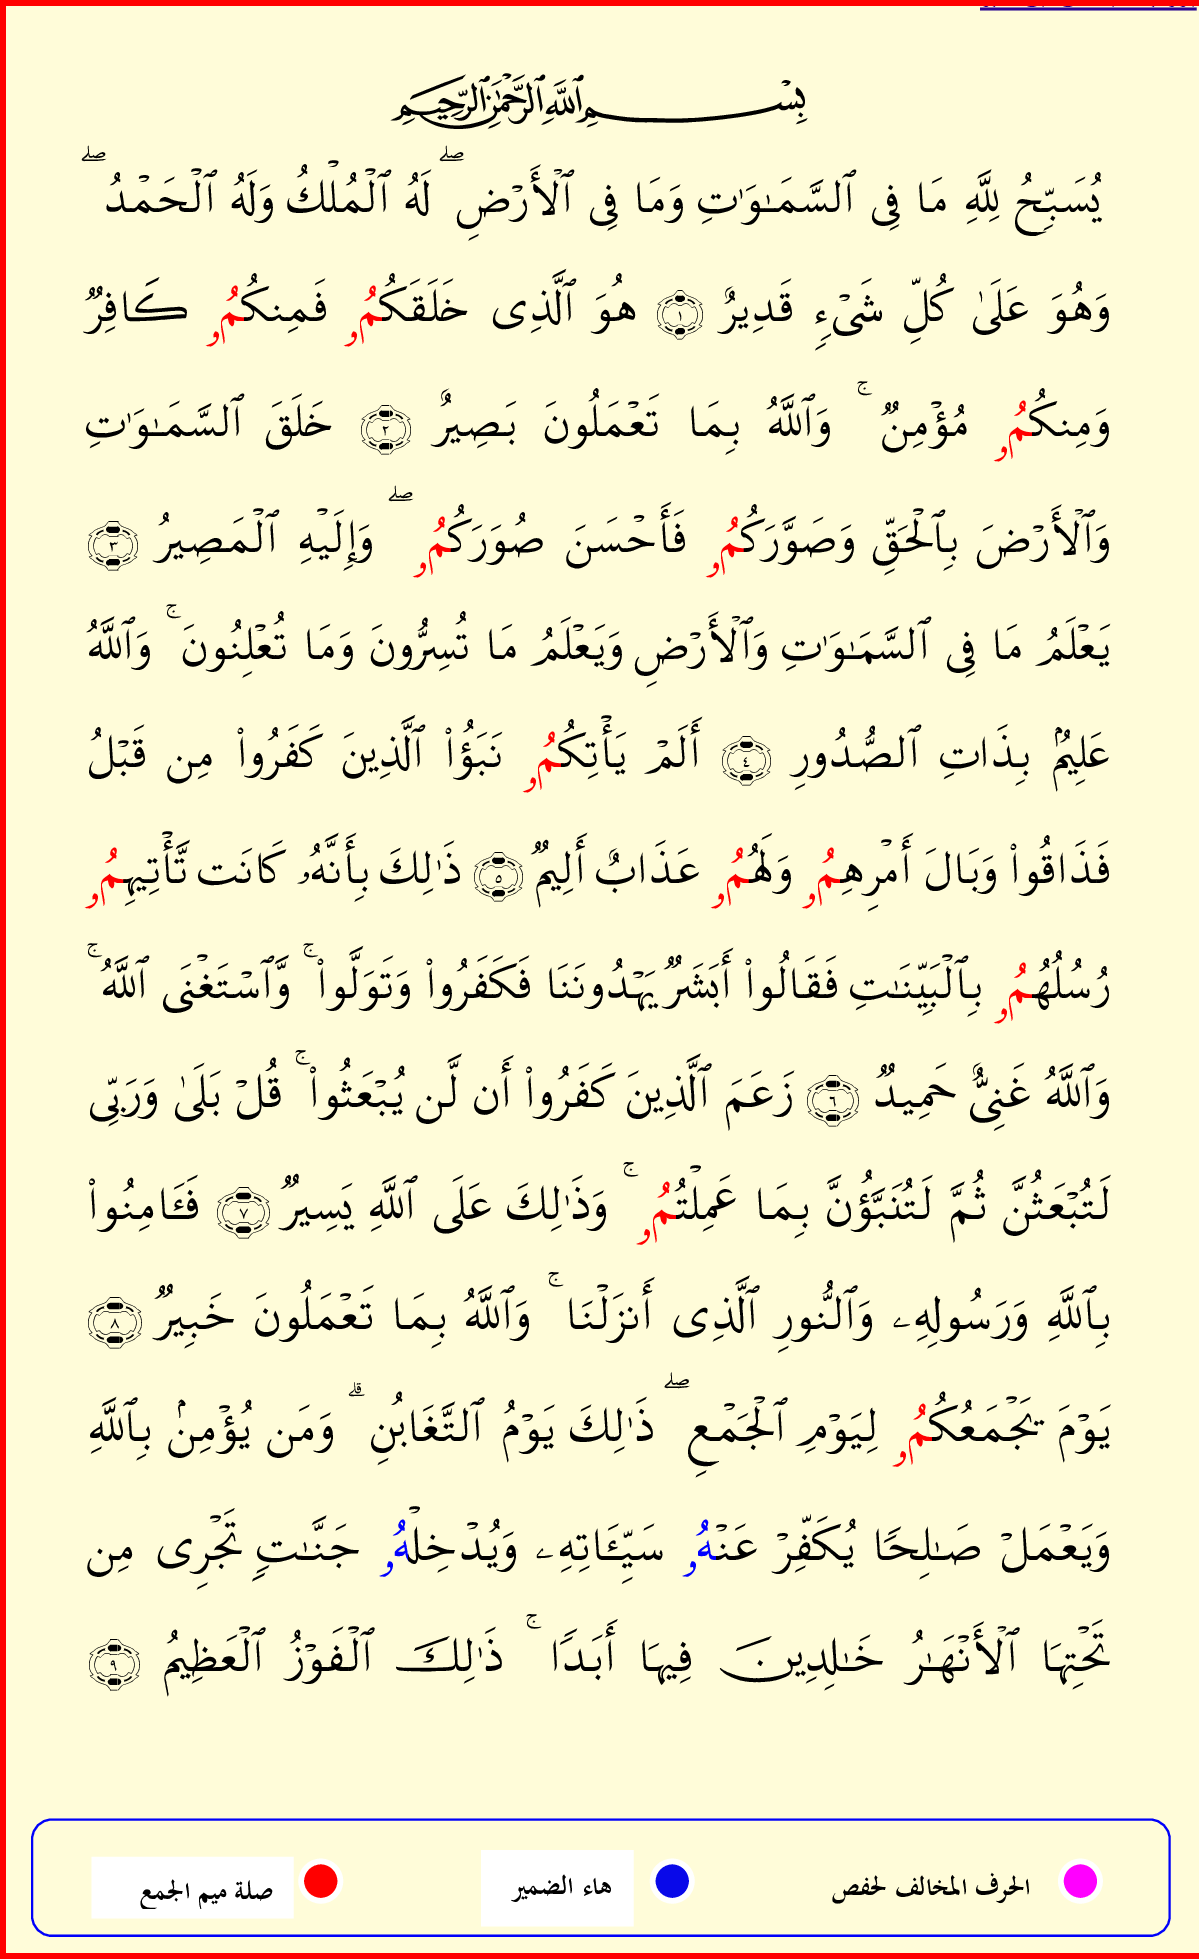 بِسْمِ ٱللَّهِ ٱلرَّحْمَٰنِ ٱلرَّحِيمِ
يُسَبِّحُ لِلَّهِ مَا فِى ٱلسَّمَٰوَٰتِ وَمَا فِى ٱلْأَرْضِ ۖ لَهُ ٱلْمُلْكُ وَلَهُ ٱلْحَمْدُ ۖ
وَهُوَ عَلَىٰ كُلِّ شَىْءٍ قَدِيرٌ ١ هُوَ ٱلَّذِى خَلَقَكُمُۥ فَمِنكُمُۥ كَافِرٌ
وَمِنكُمُۥ مُؤْمِنٌ ۚ وَٱللَّهُ بِمَا تَعْمَلُونَ بَصِيرٌ ٢ خَلَقَ ٱلسَّمَٰوَٰتِ
وَٱلْأَرْضَ بِٱلْحَقِّ وَصَوَّرَكُمُۥ فَأَحْسَنَ صُوَرَكُمُۥ ۖ وَإِلَيْهِ ٱلْمَصِيرُ ٣
يَعْلَمُ مَا فِى ٱلسَّمَٰوَٰتِ وَٱلْأَرْضِ وَيَعْلَمُ مَا تُسِرُّونَ وَمَا تُعْلِنُونَ ۚ وَٱللَّهُ
عَلِيمٌۢ بِذَاتِ ٱلصُّدُورِ ٤ أَلَمْ يَأْتِكُمُۥ نَبَؤُا۟ ٱلَّذِينَ كَفَرُوا۟ مِن قَبْلُ
فَذَاقُوا۟ وَبَالَ أَمْرِهِمُۥ وَلَهُمُۥ عَذَابٌ أَلِيمٌ ٥ ذَٰلِكَ بِأَنَّهُۥ كَانَت تَّأْتِيهِمُۥ
رُسُلُهُمُۥ بِٱلْبَيِّنَٰتِ فَقَالُوا۟ أَبَشَرٌ يَهْدُونَنَا فَكَفَرُوا۟ وَتَوَلَّوا۟ ۚ وَّٱسْتَغْنَى ٱللَّهُ ۚ
وَٱللَّهُ غَنِىٌّ حَمِيدٌ ٦ زَعَمَ ٱلَّذِينَ كَفَرُوا۟ أَن لَّن يُبْعَثُوا۟ ۚ قُلْ بَلَىٰ وَرَبِّى
لَتُبْعَثُنَّ ثُمَّ لَتُنَبَّؤُنَّ بِمَا عَمِلْتُمُۥ ۚ وَذَٰلِكَ عَلَى ٱللَّهِ يَسِيرٌ ٧ فَـَٔامِنُوا۟
بِٱللَّهِ وَرَسُولِهِۦ وَٱلنُّورِ ٱلَّذِى أَنزَلْنَا ۚ وَٱللَّهُ بِمَا تَعْمَلُونَ خَبِيرٌ ٨
يَوْمَ يَجْمَعُكُمُۥ لِيَوْمِ ٱلْجَمْعِ ۖ ذَٰلِكَ يَوْمُ ٱلتَّغَابُنِ ۗ وَمَن يُؤْمِنۢ بِٱللَّهِ
وَيَعْمَلْ صَٰلِحًا يُكَفِّرْ عَنْهُۥ سَيِّـَٔاتِهِۦ وَيُدْخِلْهُۥ جَنَّٰتٍ تَجْرِى مِن
تَحْتِهَا ٱلْأَنْهَٰرُ خَٰلِدِينَ فِيهَا أَبَدًا ۚ ذَٰلِكَ ٱلْفَوْزُ ٱلْعَظِيمُ ٩
الحرف المخالف لحفص هاء الضمير صلة ميم الجمع